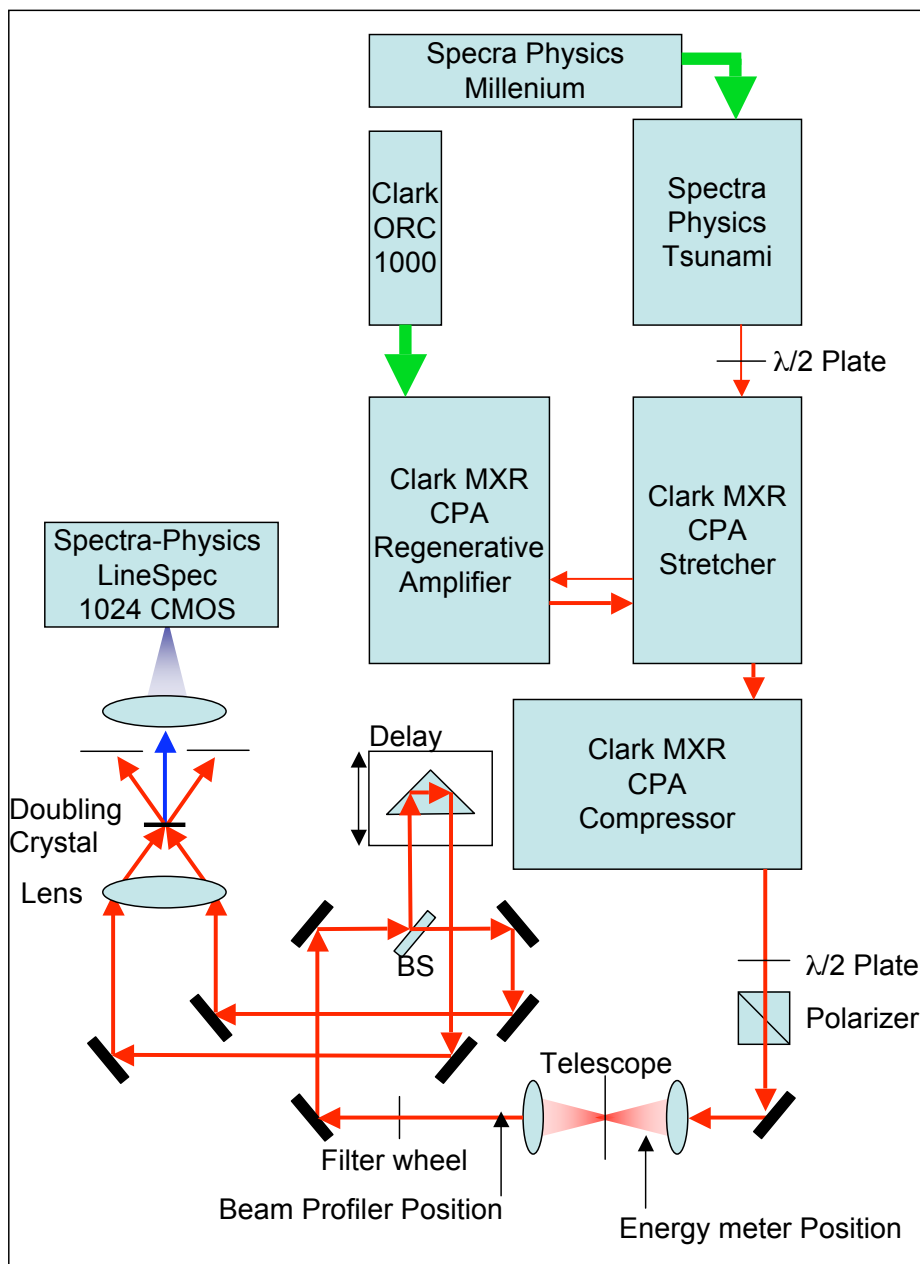 Specra Physics
Millenium
Clark
ORC
1000
Spectra
Physics
Tsunami
λ/2 Plate
Clark MXR
CPA
Regenerative
Amplifier
Clark MXR
CPA
Stretcher
Spectra-Physics
LineSpec
1024 CMOS
Delay
Clark MXR
CPA
Compressor
Doubling
Crystal
Lens
BS
λ/2 Plate
Polarizer
Telescope
Filter wheel
Beam Profiler Position
Energy meter Position